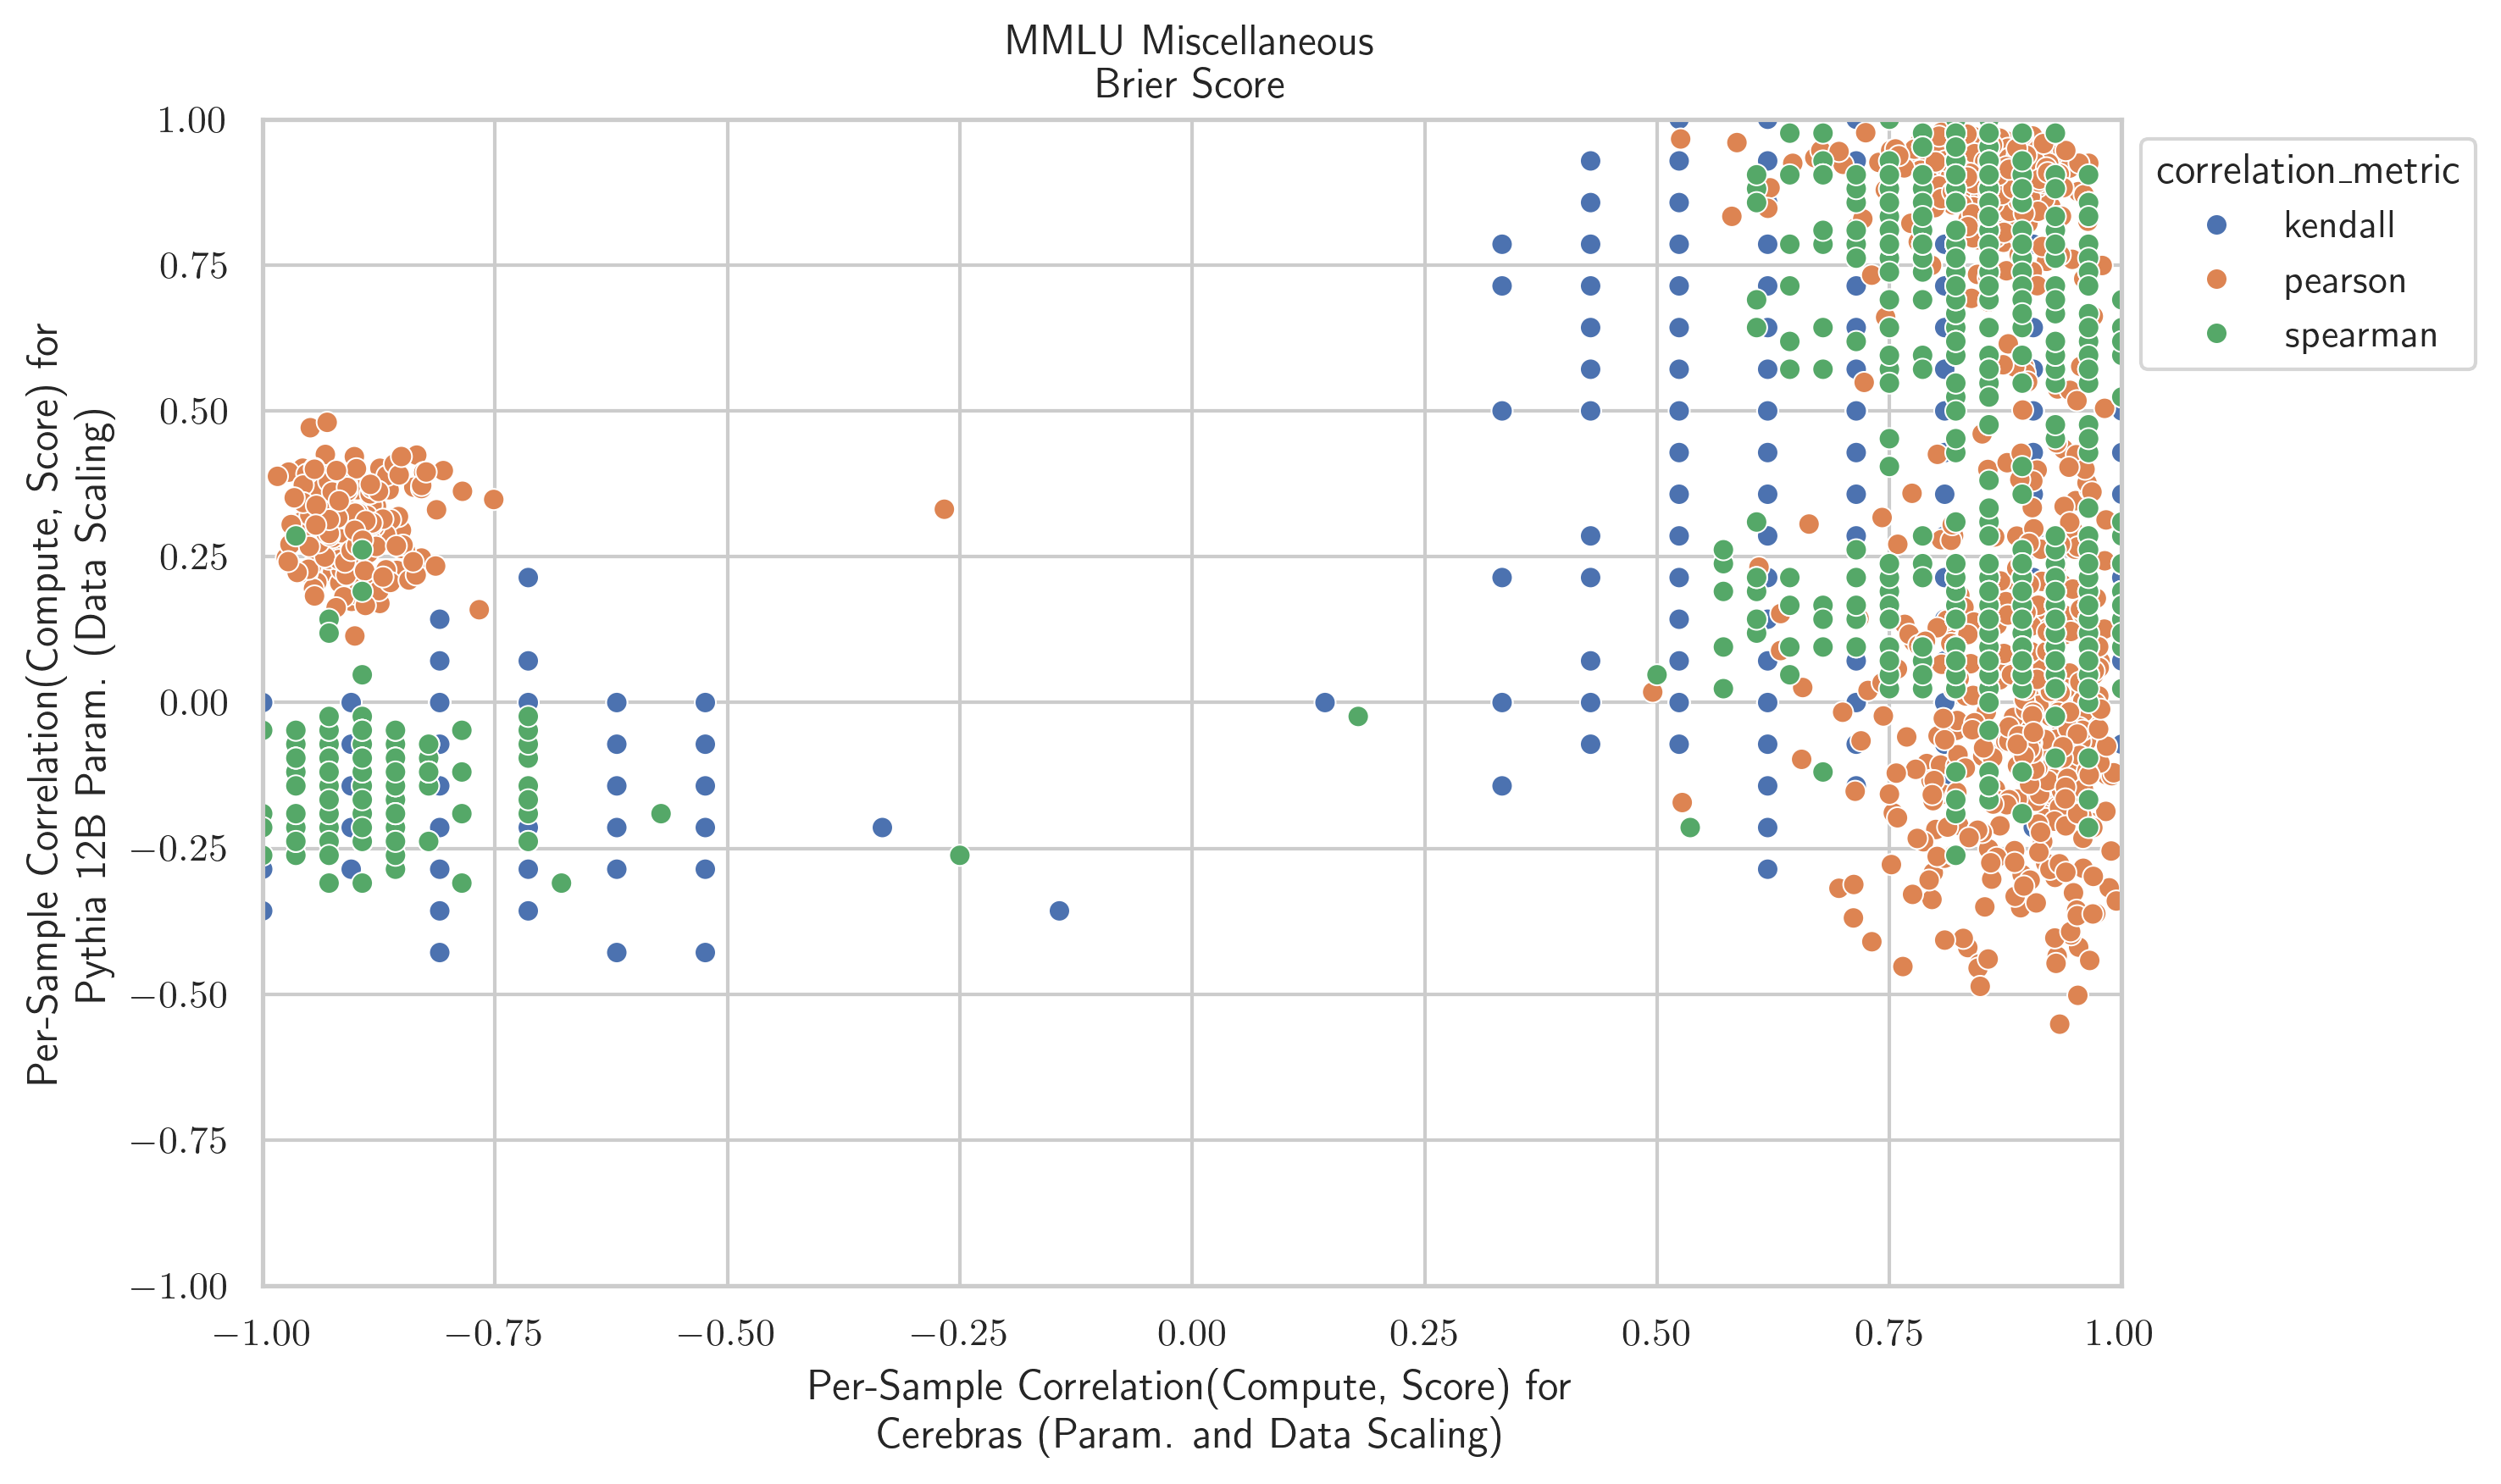 MMLU Miscellaneous
Brier Score
Per-Sample Correlation(Compute, Score) for
Pythia 12B Param. (Data Scaling)
1.00
0.75
0.50
0.25
0.00
−0.25
−0.50
−0.75
−1.00
−1.00 −0.75 −0.50 −0.25 0.00 0.25 0.50 0.75 1.00
Per-Sample Correlation(Compute, Score) for
Cerebras (Param. and Data Scaling)
correlation_metric
kendall
pearson
spearman